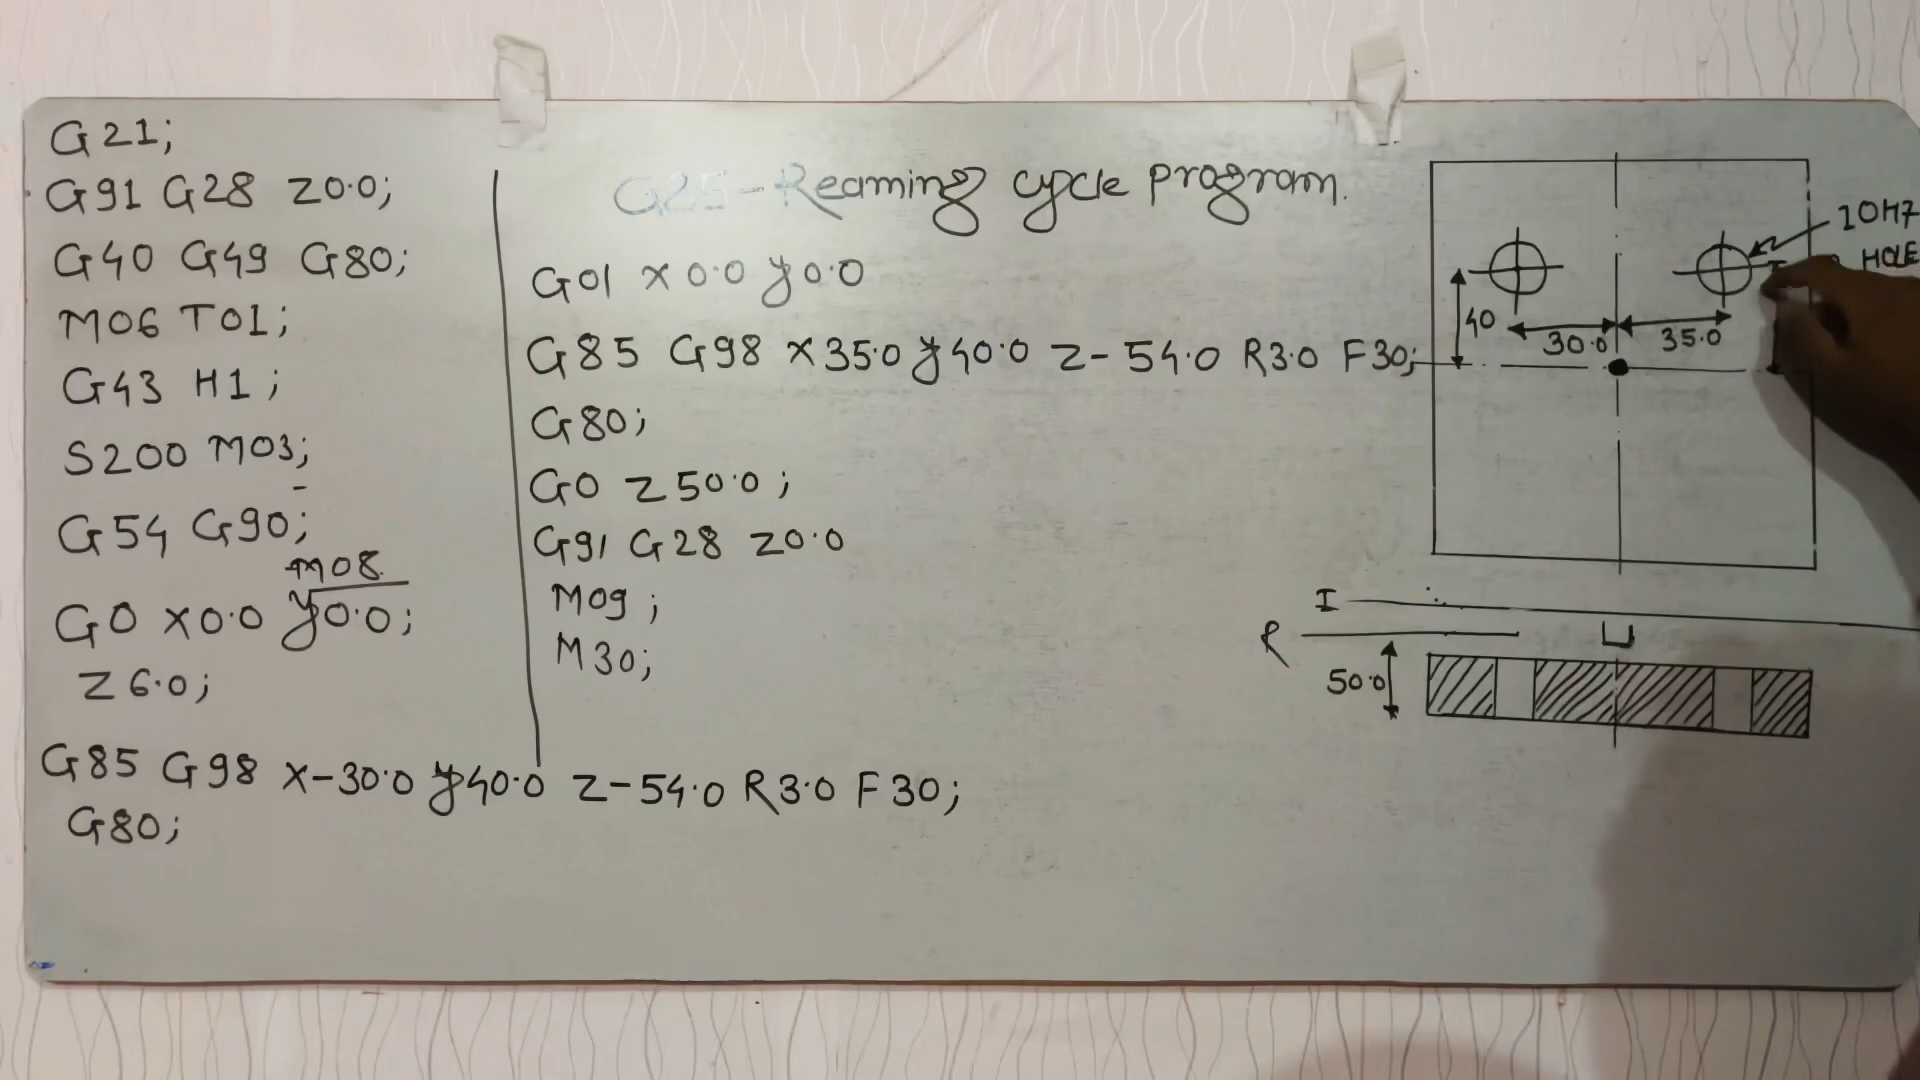 G21;
G91 G28 Z0.0;
G40 G49 G80;
M06 T01;
G43 H1;
S200 M03;
G54 G90;
M08
G0 X0.0 Y0.0;
Z6.0;
G85 G98 X-30.0 Y40.0 Z-54.0 R3.0 F30;
G80;
G85-Reaming cycle program.
G01 X0.0 Y0.0
G85 G98 X35.0 Y40.0 Z-54.0 R3.0 F30;
G80;
G0 Z50.0;
G91 G28 Z0.0
M09;
M30;
10H7
HOLE
40
30.0
35.0
I
R
50.0